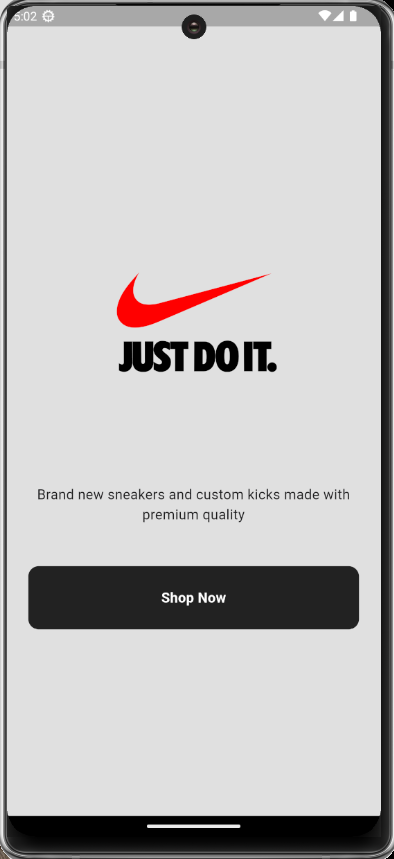 5:02
JUST DO IT.
Brand new sneakers and custom kicks made with
premium quality
Shop Now